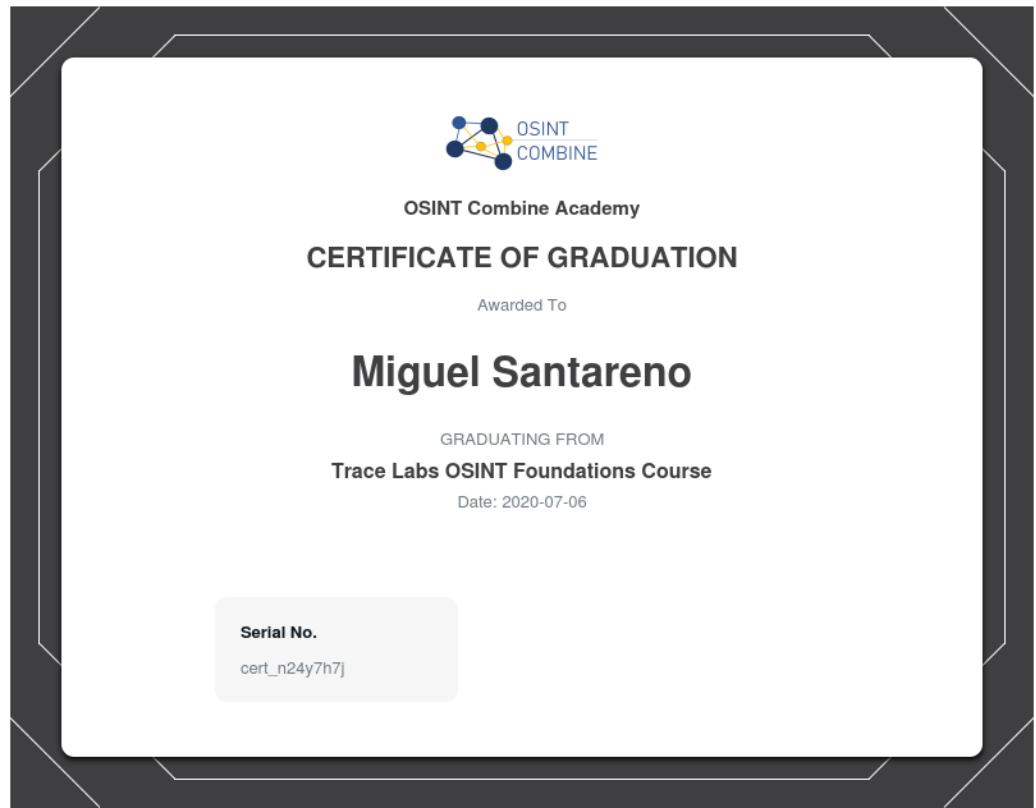 OSINT
COMBINE
OSINT Combine Academy
CERTIFICATE OF GRADUATION
Awarded To
Miguel Santareno
GRADUATING FROM
Trace Labs OSINT Foundations Course
Date: 2020-07-06
Serial No.
cert_n24y7h7j